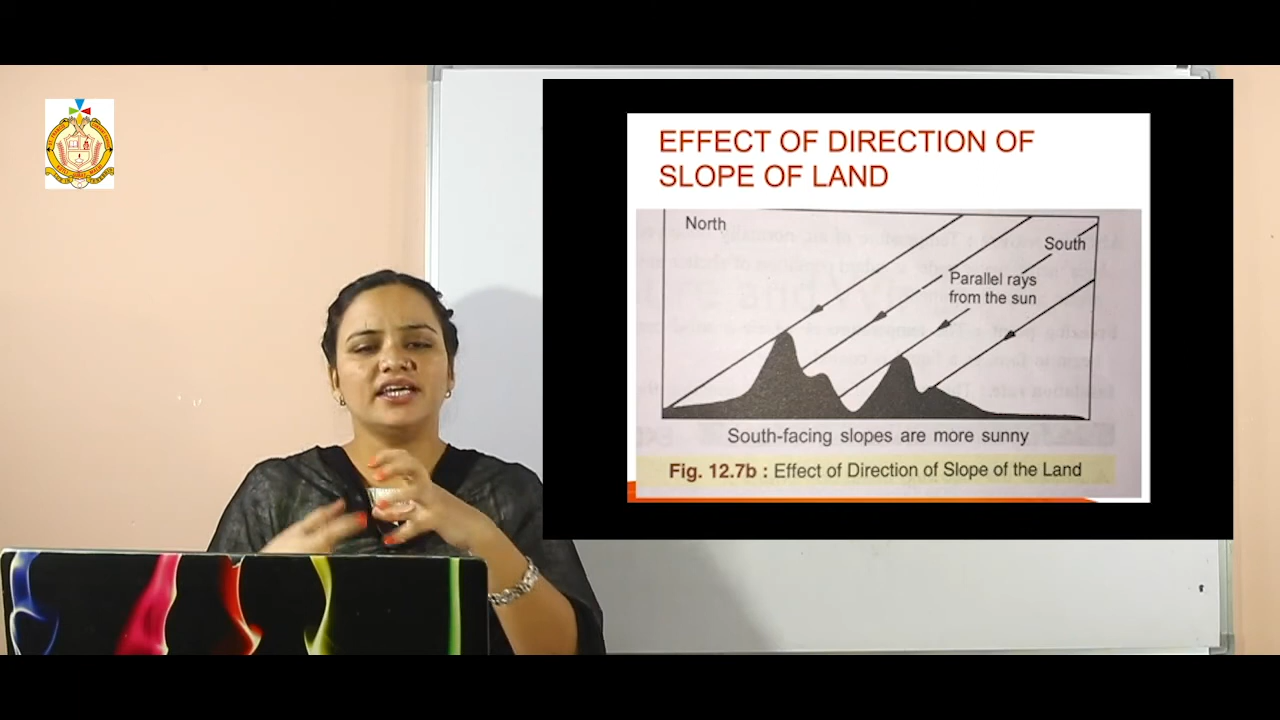 EFFECT OF DIRECTION OF
SLOPE OF LAND
North
South
Parallel rays
from the sun
South-facing slopes are more sunny
Fig. 12.7b : Effect of Direction of Slope of the Land